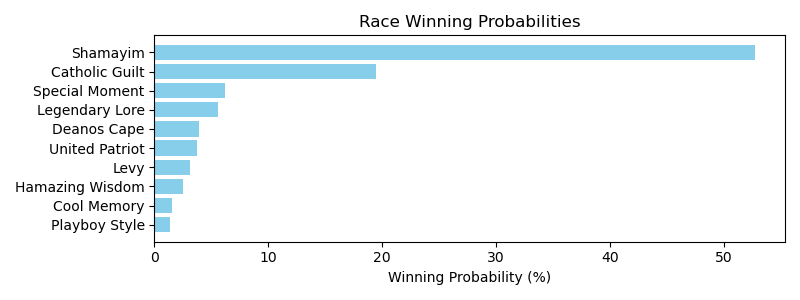 Race Winning Probabilities
Shamayim
Catholic Guilt
Special Moment
Legendary Lore
Deanos Cape
United Patriot
Levy
Hamazing Wisdom
Cool Memory
Playboy Style
0 10 20 30 40 50
Winning Probability (%)